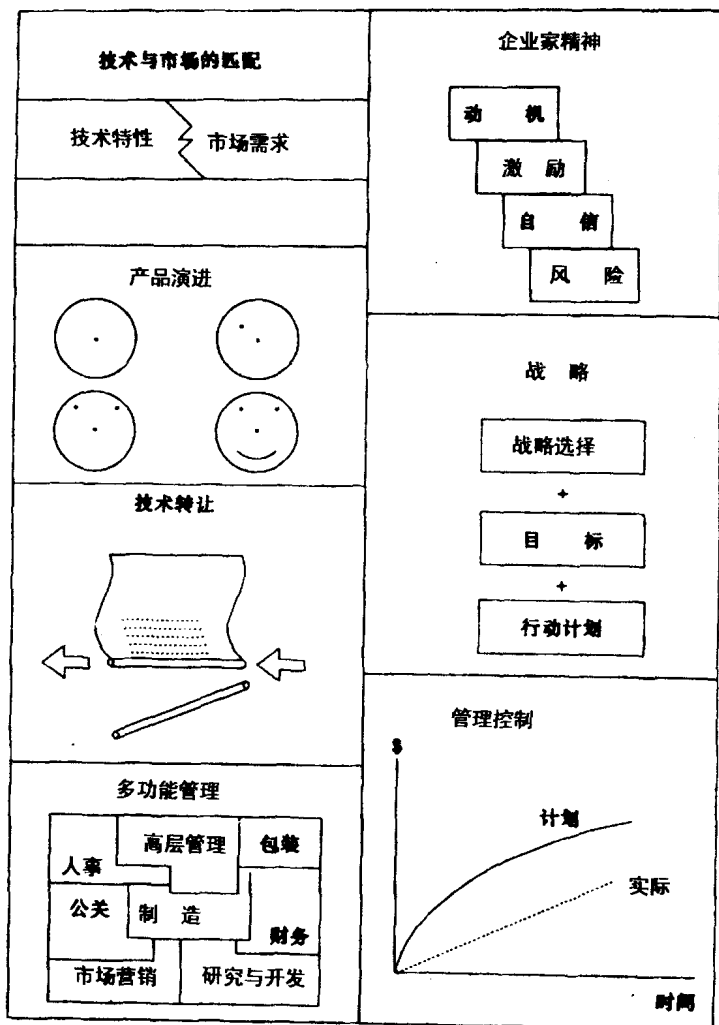 技术与市场的匹配
技术特性 市场需求
产品演进
技术转让
多功能管理
高层管理
包装
人事
公关
制 造
财务
市场营销
研究与开发
企业家精神
动 机
激 励
自 信
风 险
战 略
战略选择
+
目 标
+
行动计划
管理控制
$
计划
实际
时间